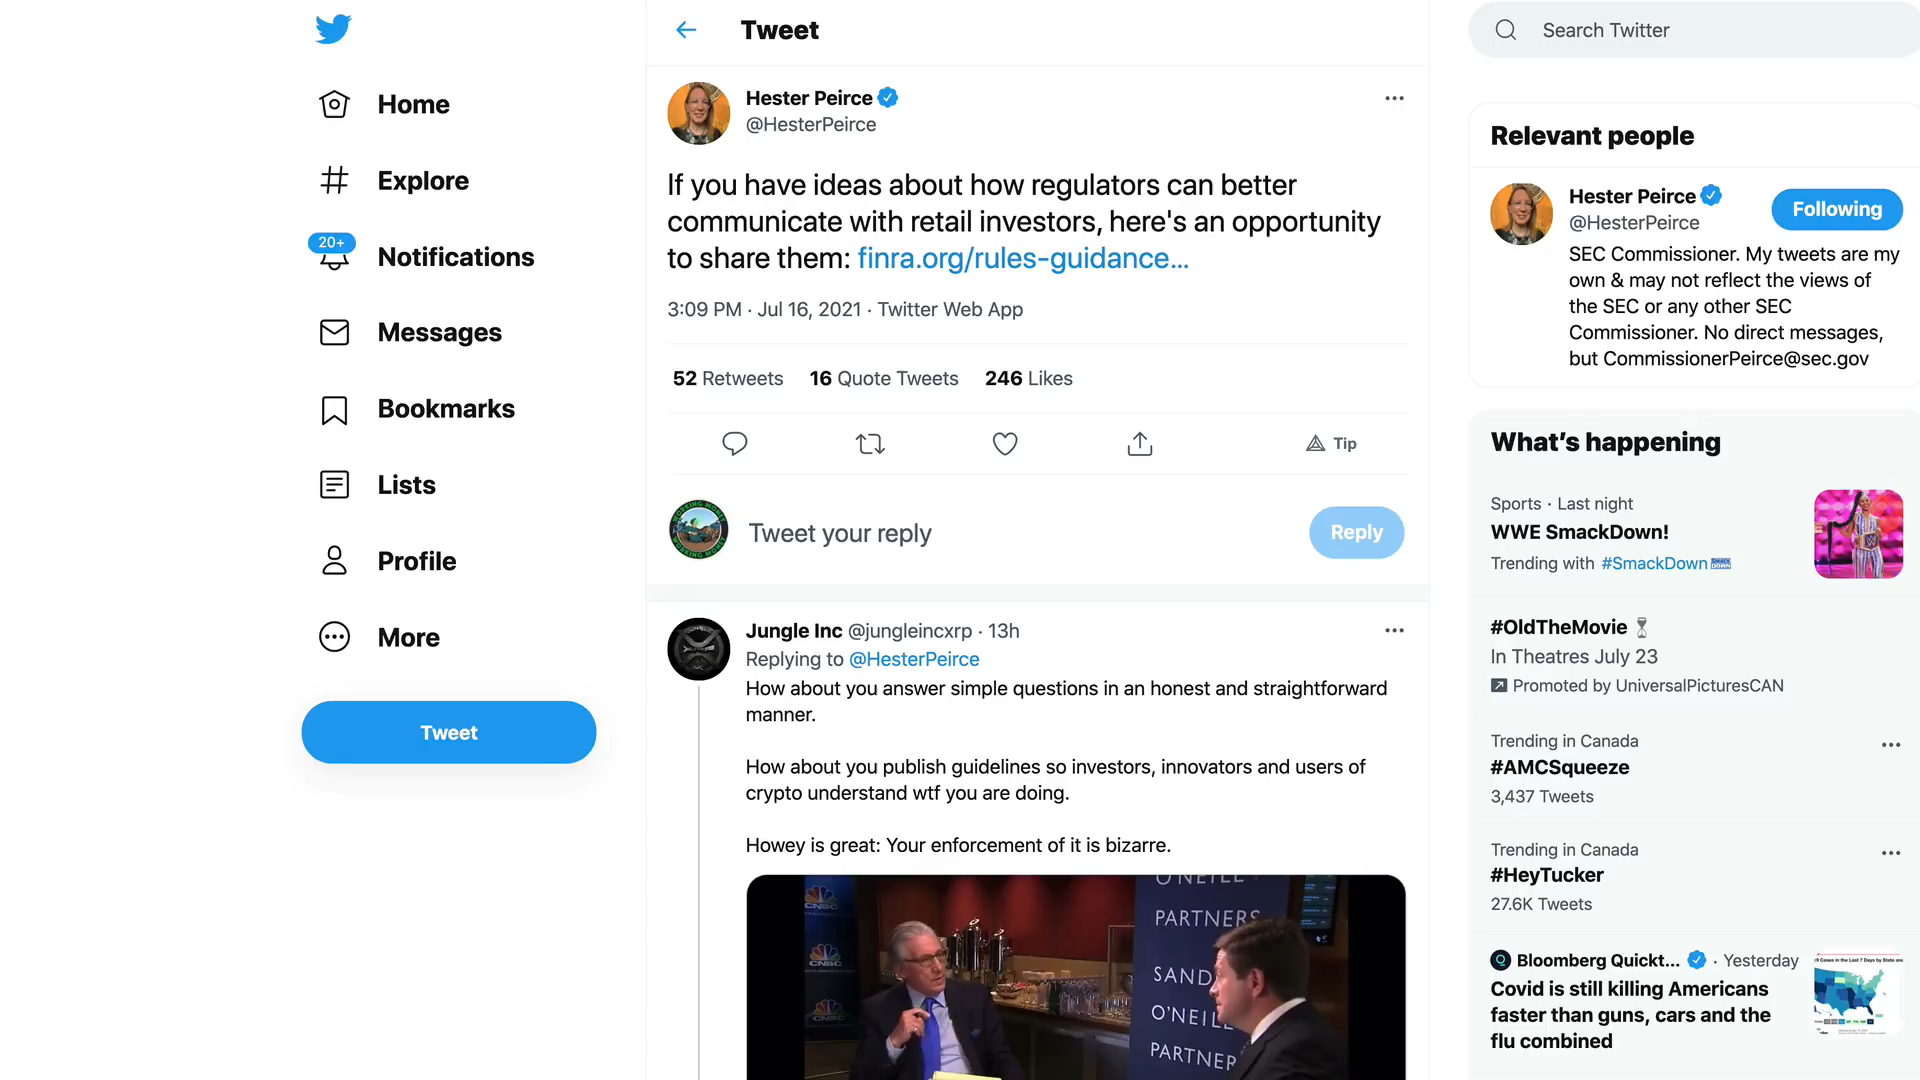 Tweet
Search Twitter
Home
Explore
20+
Notifications
Messages
Bookmarks
Lists
Profile
More
Tweet
Hester Peirce
@HesterPeirce
If you have ideas about how regulators can better
communicate with retail investors, here's an opportunity
to share them: finra.org/rules-guidance...
3:09 PM · Jul 16, 2021 · Twitter Web App
52 Retweets 16 Quote Tweets 246 Likes
Tip
Tweet your reply
Reply
Jungle Inc @jungleincxrp · 13h
Replying to @HesterPeirce
How about you answer simple questions in an honest and straightforward
manner.
How about you publish guidelines so investors, innovators and users of
crypto understand wtf you are doing.
Howey is great: Your enforcement of it is bizarre.
CNBC
CNBC
CNBC
O'NEILL
PARTNERS
SAND
O'NEILL
PARTNER
Relevant people
Hester Peirce
@HesterPeirce
Following
SEC Commissioner. My tweets are my
own & may not reflect the views of
the SEC or any other SEC
Commissioner. No direct messages,
but CommissionerPeirce@sec.gov
What's happening
Sports · Last night
WWE SmackDown!
Trending with #SmackDown
#OldTheMovie
In Theatres July 23
Promoted by UniversalPicturesCAN
Trending in Canada
#AMCSqueeze
3,437 Tweets
Trending in Canada
#HeyTucker
27.6K Tweets
Bloomberg Quickt... · Yesterday
Covid is still killing Americans
faster than guns, cars and the
flu combined